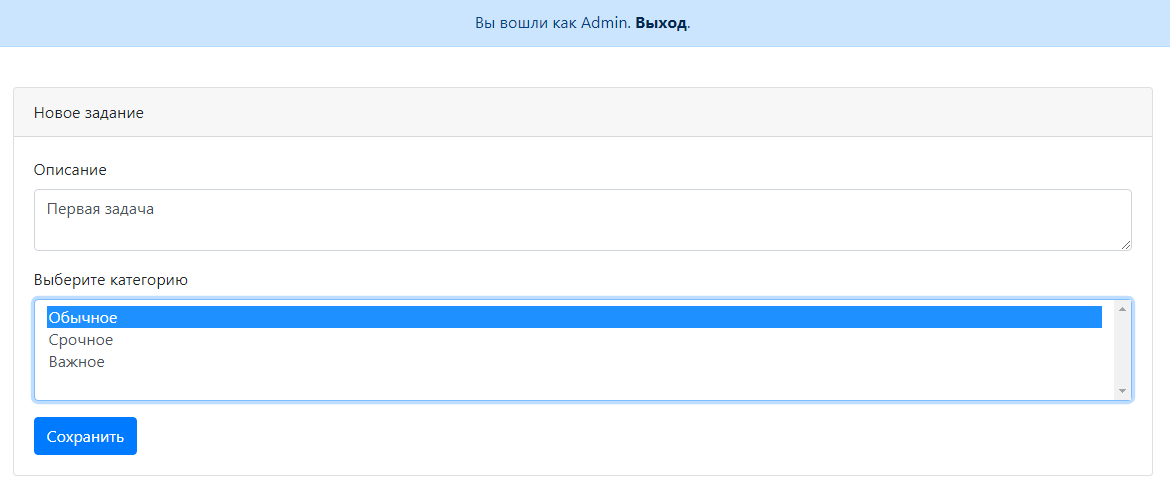 Вы вошли как Admin. Выход.
Новое задание
Описание
Первая задача
Выберите категорию
Обычное
Срочное
Важное
Сохранить